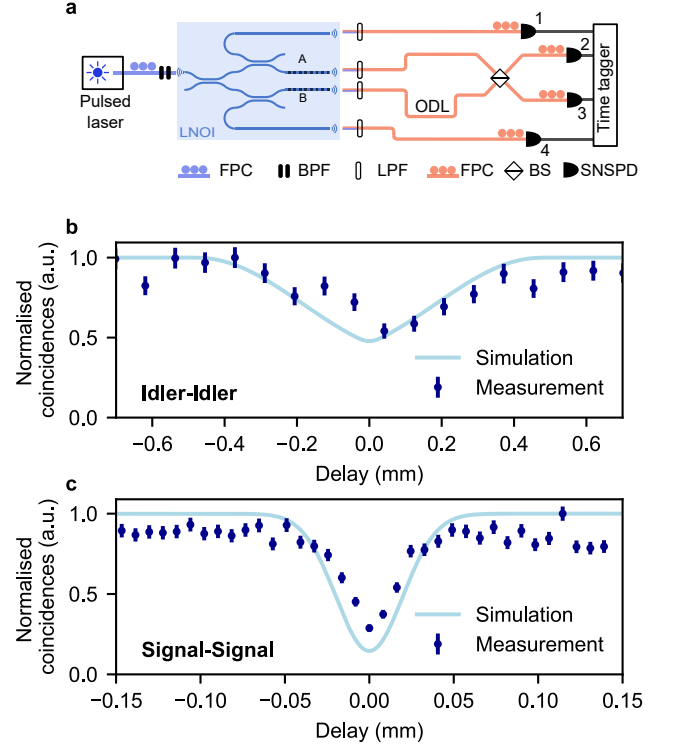 a
1
2
3
4
A
B
Pulsed
laser
LNOI
ODL
Time tagger
FPC
BPF
LPF
FPC
BS
SNSPD
b
Normalised
coincidences (a.u.)
1.0
0.5
0.0
Simulation
Measurement
Idler-Idler
−0.6 −0.4 −0.2 0.0 0.2 0.4 0.6
Delay (mm)
c
Normalised
coincidences (a.u.)
1.0
0.5
0.0
Simulation
Measurement
Signal-Signal
−0.15 −0.10 −0.05 0.00 0.05 0.10 0.15
Delay (mm)